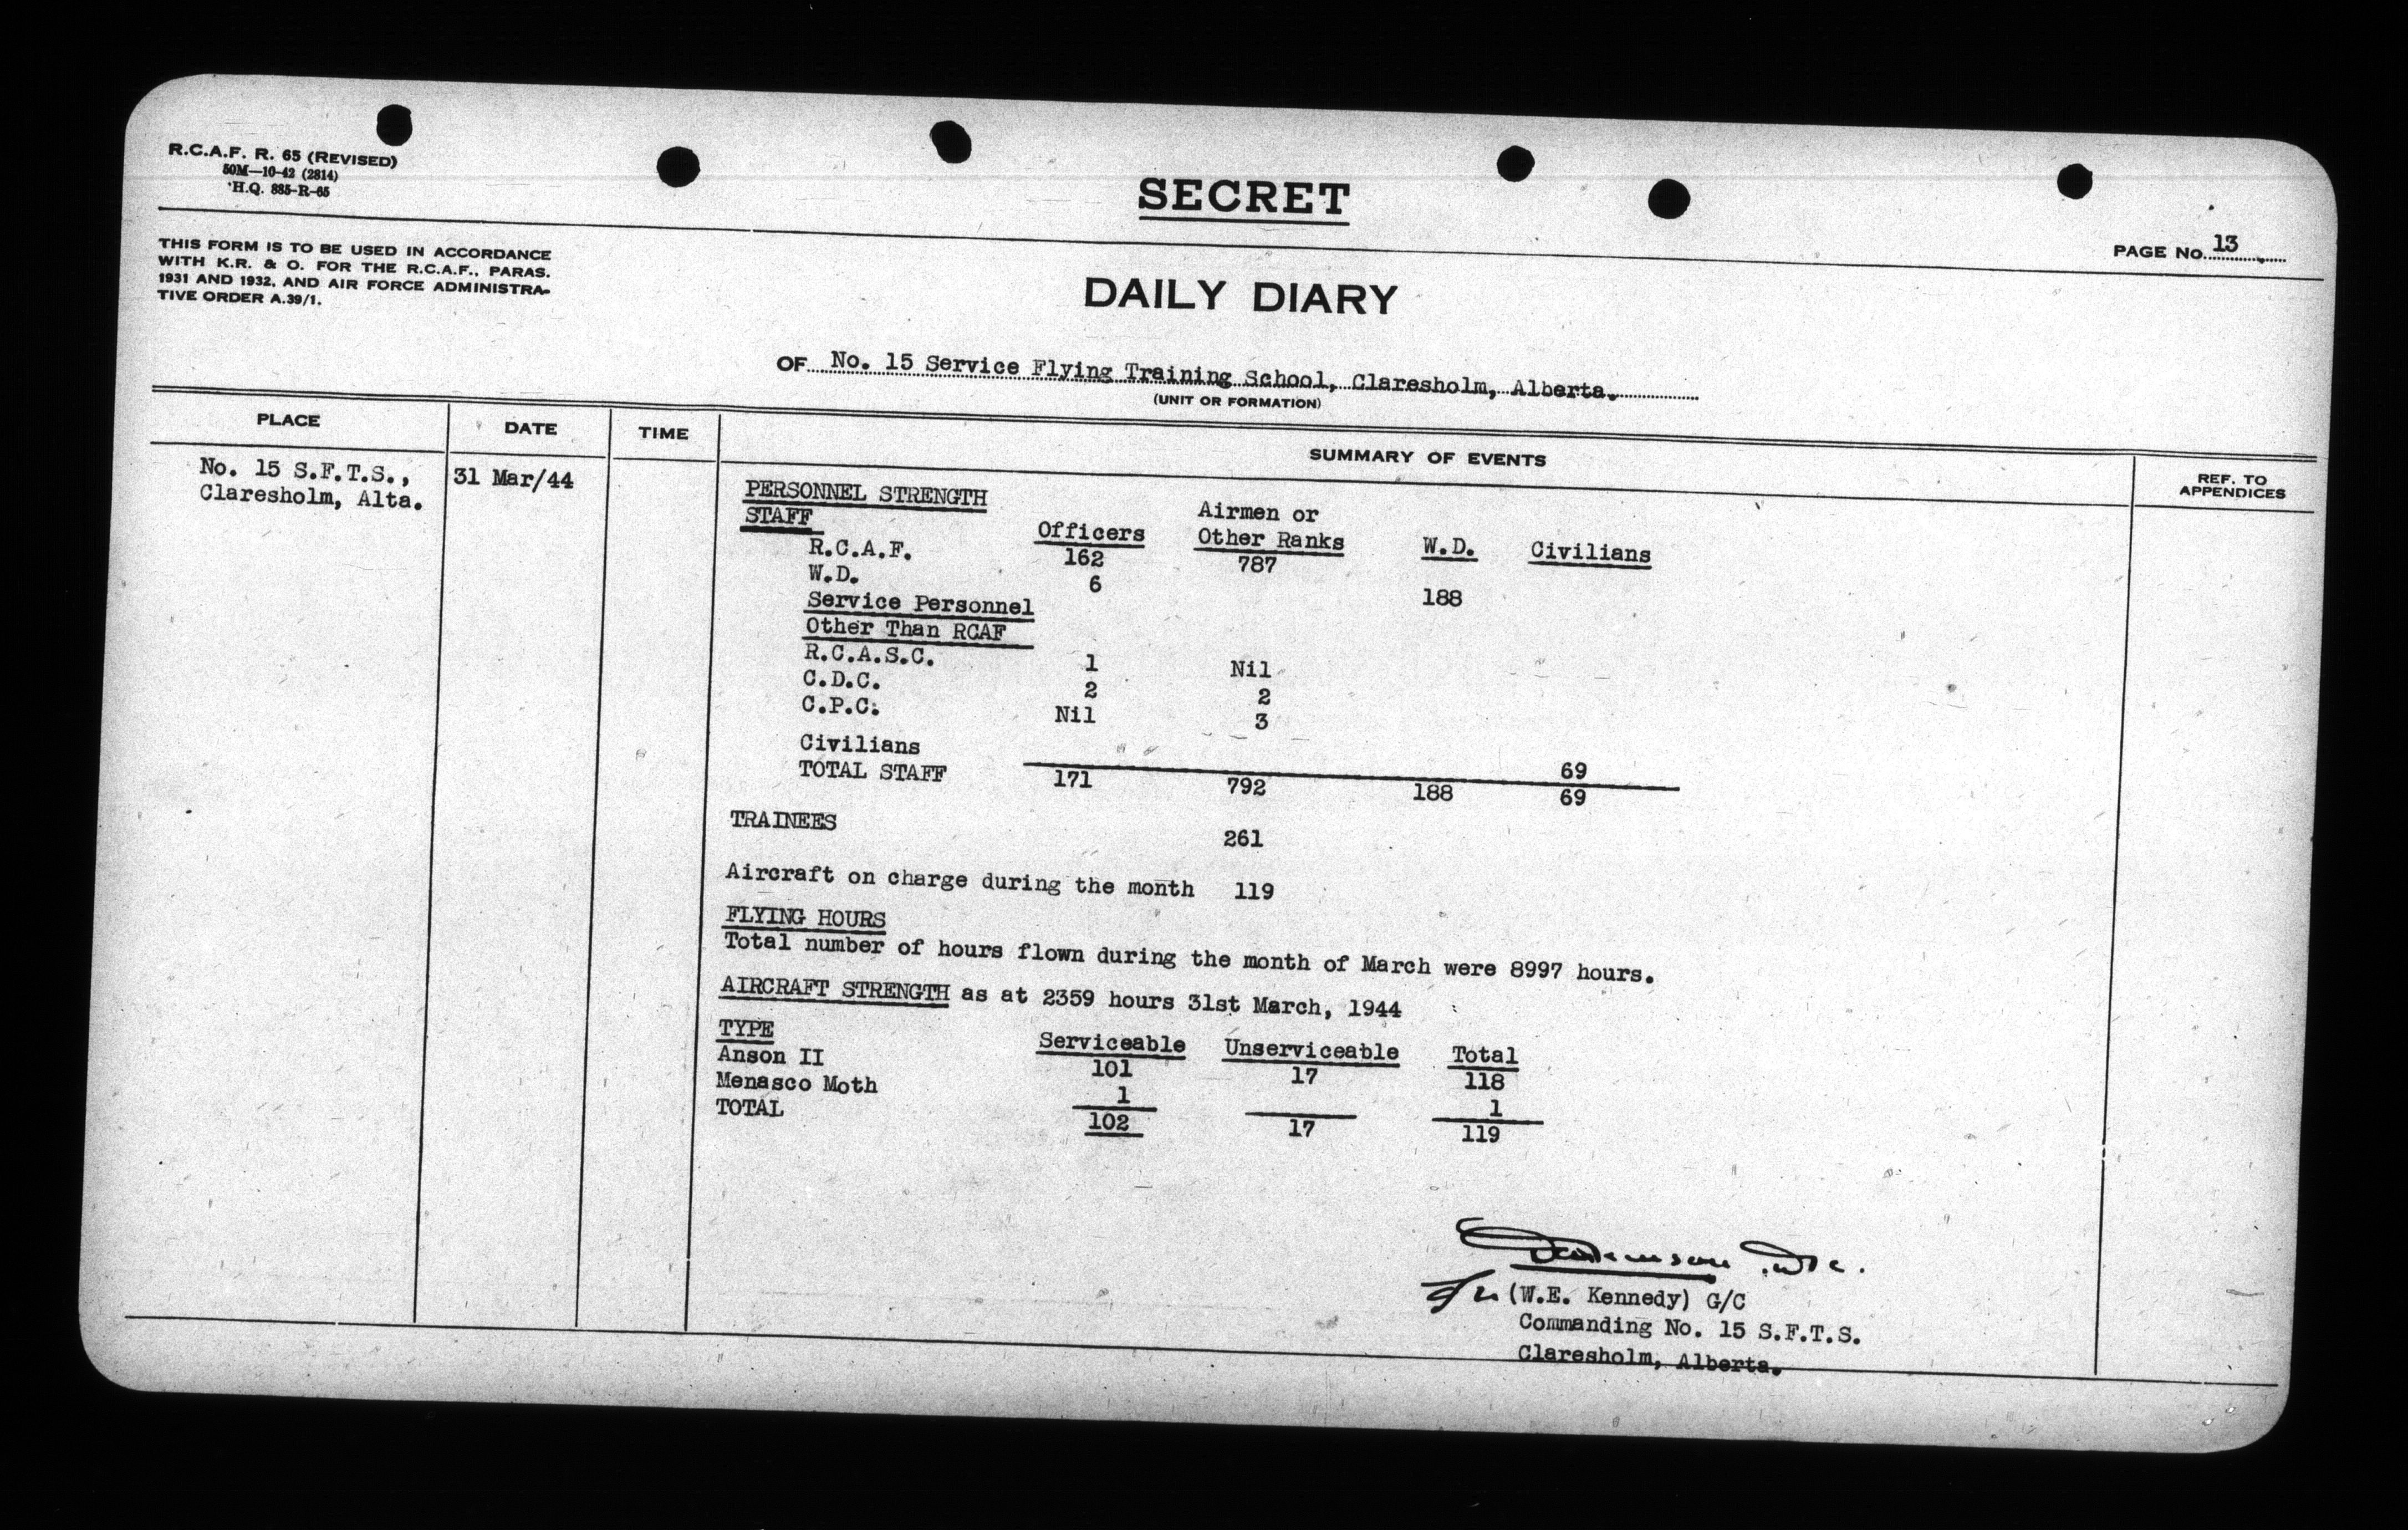 R.C.A.F. R. 65 (REVISED)
50M—10-42 (2814)
H.Q. 885-R-65
SECRET
PAGE No. 13
THIS FORM IS TO BE USED IN ACCORDANCE
WITH K.R. & O. FOR THE R.C.A.F., PARAS.
1931 AND 1932, AND AIR FORCE ADMINISTRA-
TIVE ORDER A.39/1.
DAILY DIARY
OF No. 15 Service Flying Training School, Claresholm, Alberta.
(UNIT OR FORMATION)
PLACE DATE TIME SUMMARY OF EVENTS REF. TO APPENDICES
No. 15 S.F.T.S., 31 Mar/44
Claresholm, Alta.
PERSONNEL STRENGTH
STAFF Officers Airmen or Other Ranks W.D. Civilians
R.C.A.F. 162 787
W.D. 6 188
Service Personnel
Other Than RCAF
R.C.A.S.C. 1 Nil
C.D.C. 2 2
C.P.C. Nil 3
Civilians 69
TOTAL STAFF 171 792 188 69
TRAINEES 261
Aircraft on charge during the month 119
FLYING HOURS
Total number of hours flown during the month of March were 8997 hours.
AIRCRAFT STRENGTH as at 2359 hours 31st March, 1944
TYPE Serviceable Unserviceable Total
Anson II 101 17 118
Menasco Moth 1 1
TOTAL 102 17 119
(W.E. Kennedy) G/C
Commanding No. 15 S.F.T.S.
Claresholm, Alberta.